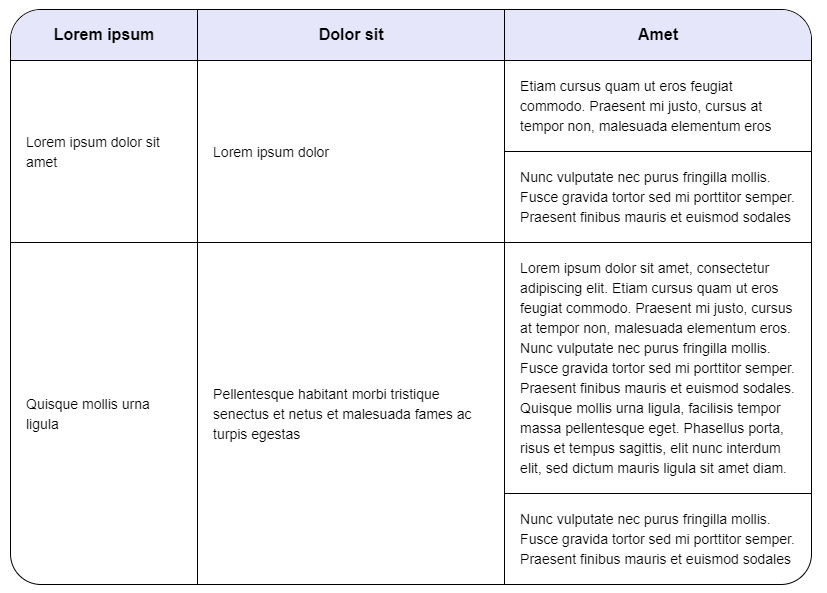 Lorem ipsum
Dolor sit
Amet
Lorem ipsum dolor sit
amet
Lorem ipsum dolor
Etiam cursus quam ut eros feugiat
commodo. Praesent mi justo, cursus at
tempor non, malesuada elementum eros
Nunc vulputate nec purus fringilla mollis.
Fusce gravida tortor sed mi porttitor semper.
Praesent finibus mauris et euismod sodales
Quisque mollis urna
ligula
Pellentesque habitant morbi tristique
senectus et netus et malesuada fames ac
turpis egestas
Lorem ipsum dolor sit amet, consectetur
adipiscing elit. Etiam cursus quam ut eros
feugiat commodo. Praesent mi justo, cursus
at tempor non, malesuada elementum eros.
Nunc vulputate nec purus fringilla mollis.
Fusce gravida tortor sed mi porttitor semper.
Praesent finibus mauris et euismod sodales.
Quisque mollis urna ligula, facilisis tempor
massa pellentesque eget. Phasellus porta,
risus et tempus sagittis, elit nunc interdum
elit, sed dictum mauris ligula sit amet diam.
Nunc vulputate nec purus fringilla mollis.
Fusce gravida tortor sed mi porttitor semper.
Praesent finibus mauris et euismod sodales